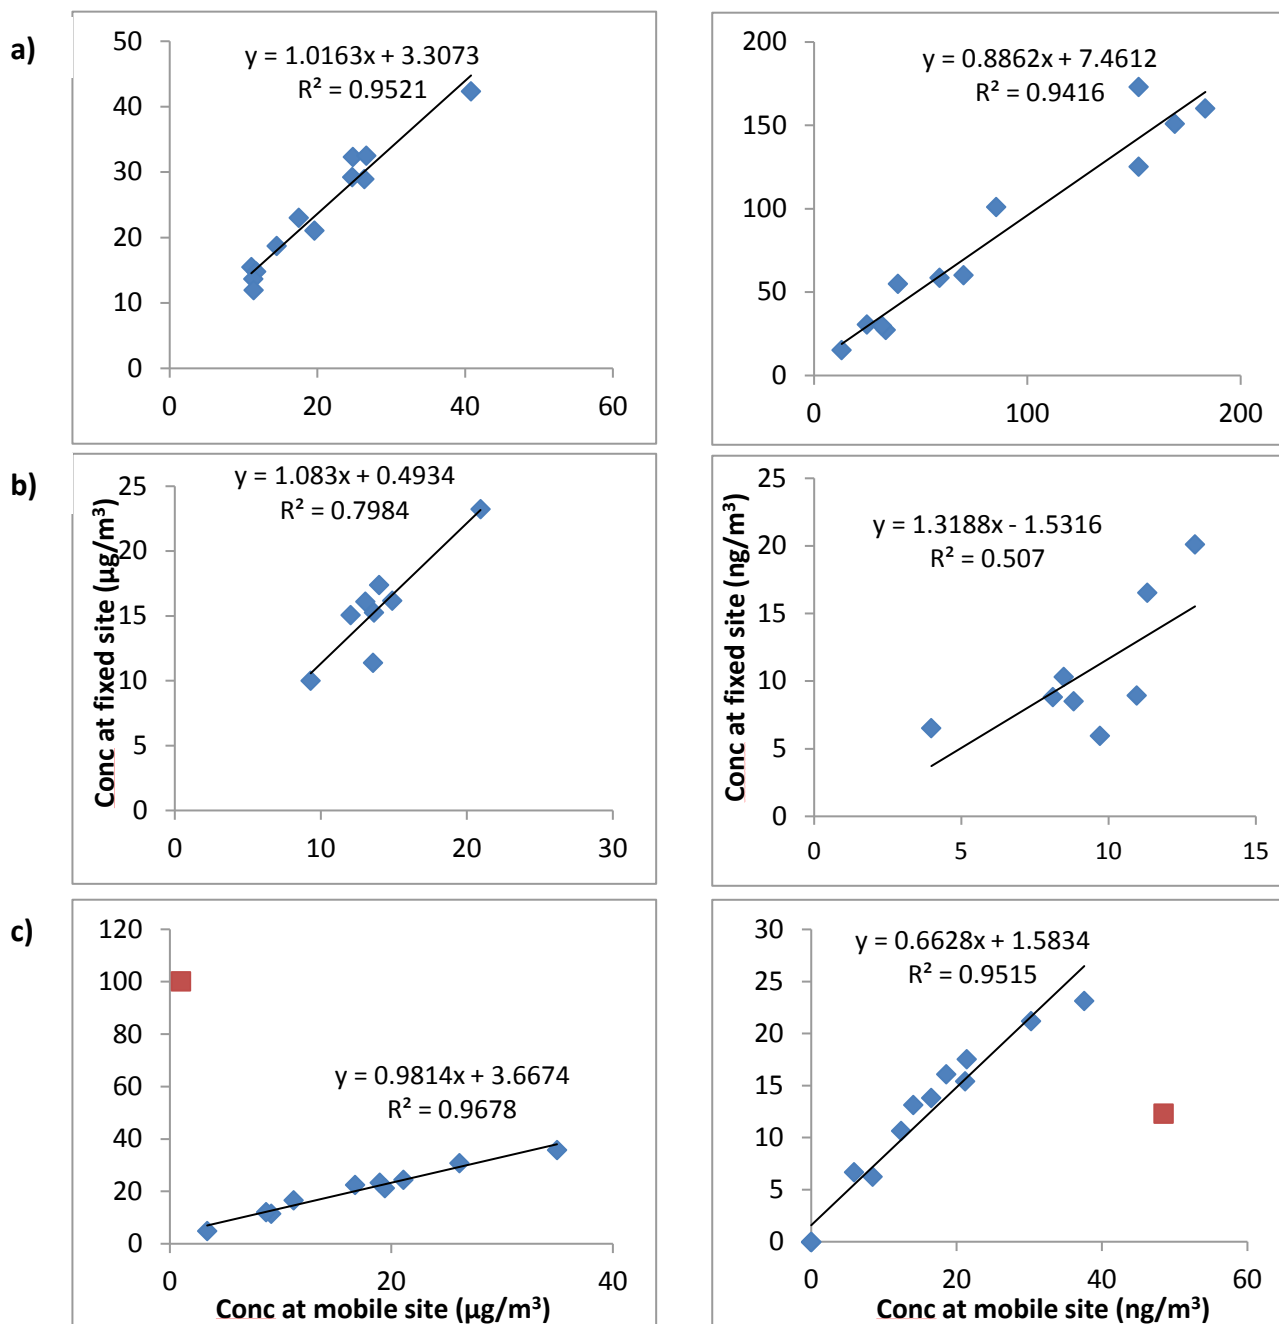 a)
50
40
30
20
10
0
0 20 40 60
y = 1.0163x + 3.3073
R² = 0.9521
200
150
100
50
0
0 100 200
y = 0.8862x + 7.4612
R² = 0.9416
b)
Conc at fixed site (µg/m³)
25
20
15
10
5
0
0 10 20 30
y = 1.083x + 0.4934
R² = 0.7984
Conc at fixed site (ng/m³)
25
20
15
10
5
0
0 5 10 15
y = 1.3188x - 1.5316
R² = 0.507
c)
120
100
80
60
40
20
0
0 20 40
y = 0.9814x + 3.6674
R² = 0.9678
Conc at mobile site (µg/m³)
30
25
20
15
10
5
0
0 20 40 60
y = 0.6628x + 1.5834
R² = 0.9515
Conc at mobile site (ng/m³)